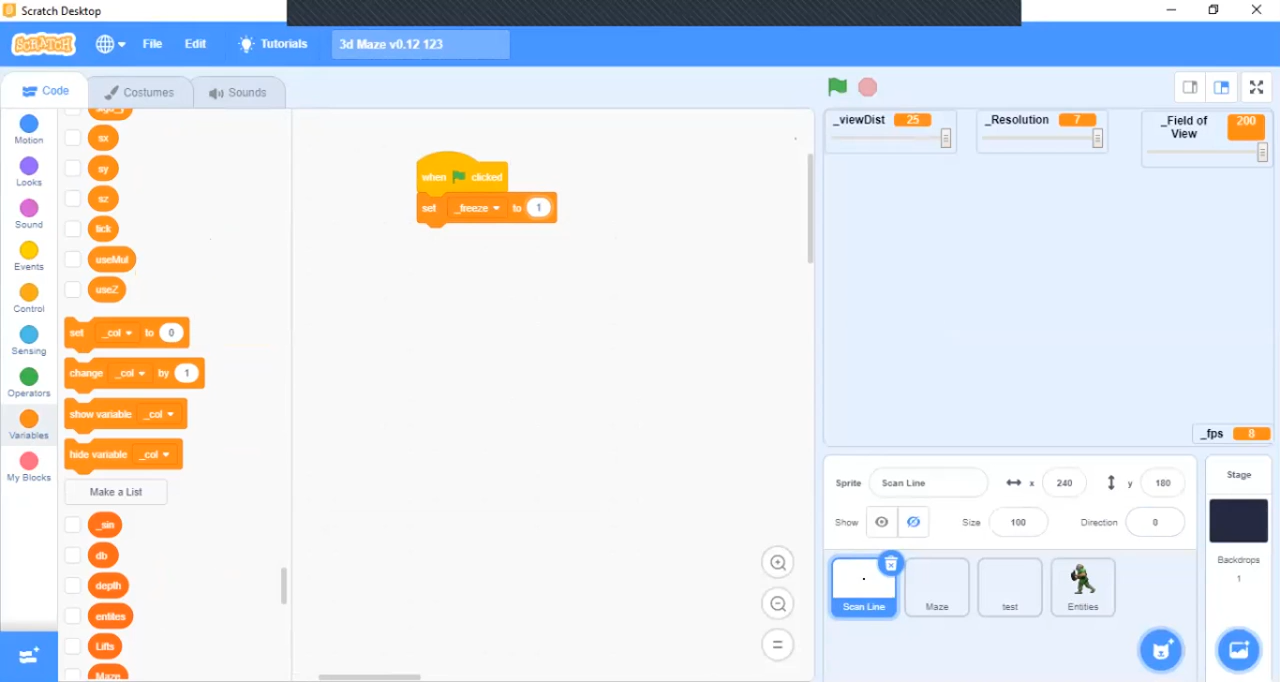 Scratch Desktop
SCRATCH File Edit Tutorials 3d Maze v0.12 123
Code Costumes Sounds
Motion
Looks
Sound
Events
Control
Sensing
Operators
Variables
My Blocks
sx
sy
sz
tick
useMul
useZ
set _col to 0
change _col by 1
show variable _col
hide variable _col
Make a List
_sin
db
depth
entites
Lifts
Maze
when clicked
set _freeze to 1
_viewDist 25
_Resolution 7
_Field of View 200
_fps 8
Sprite Scan Line x 240 y 180
Show Size 100 Direction 0
Scan Line
Maze
test
Entities
Stage
Backdrops
1